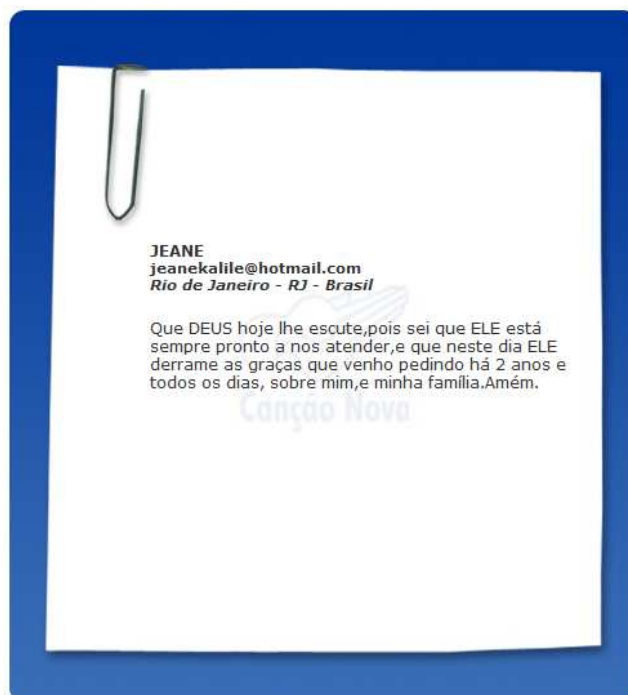 JEANE
jeanekalile@hotmail.com
Rio de Janeiro - RJ - Brasil
Que DEUS hoje lhe escute,pois sei que ELE está
sempre pronto a nos atender,e que neste dia ELE
derrame as graças que venho pedindo há 2 anos e
todos os dias, sobre mim,e minha família.Amém.
Canção Nova